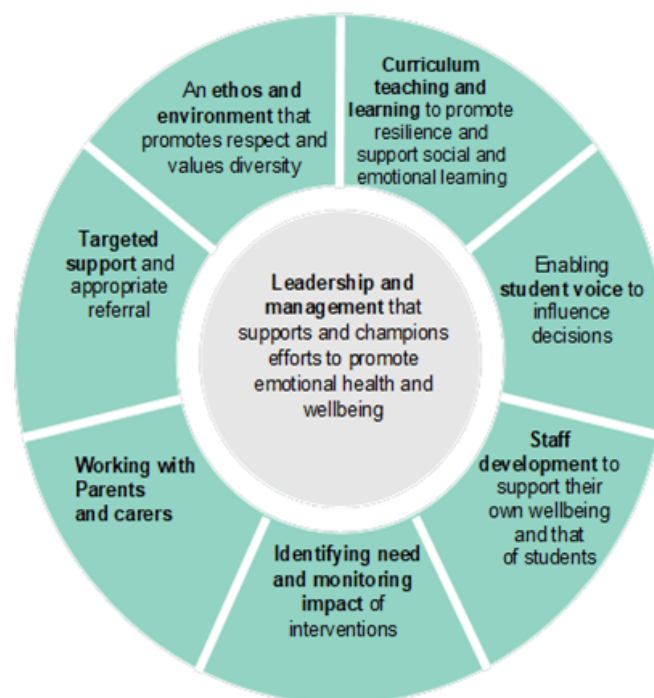 An ethos and
environment that
promotes respect and
values diversity
Curriculum
teaching and
learning to promote
resilience and
support social and
emotional learning
Enabling
student voice to
influence
decisions
Staff
development to
support their
own wellbeing
and that
of students
Identifying need
and monitoring
impact of
interventions
Working with
Parents
and carers
Targeted
support and
appropriate
referral
Leadership and
management that
supports and champions
efforts to promote
emotional health and
wellbeing